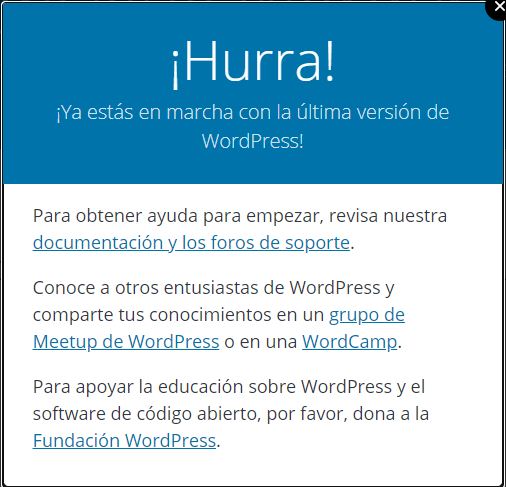 ¡Hurra!
¡Ya estás en marcha con la última versión de
WordPress!
Para obtener ayuda para empezar, revisa nuestra
documentación y los foros de soporte.
Conoce a otros entusiastas de WordPress y
comparte tus conocimientos en un grupo de
Meetup de WordPress o en una WordCamp.
Para apoyar la educación sobre WordPress y el
software de código abierto, por favor, dona a la
Fundación WordPress.